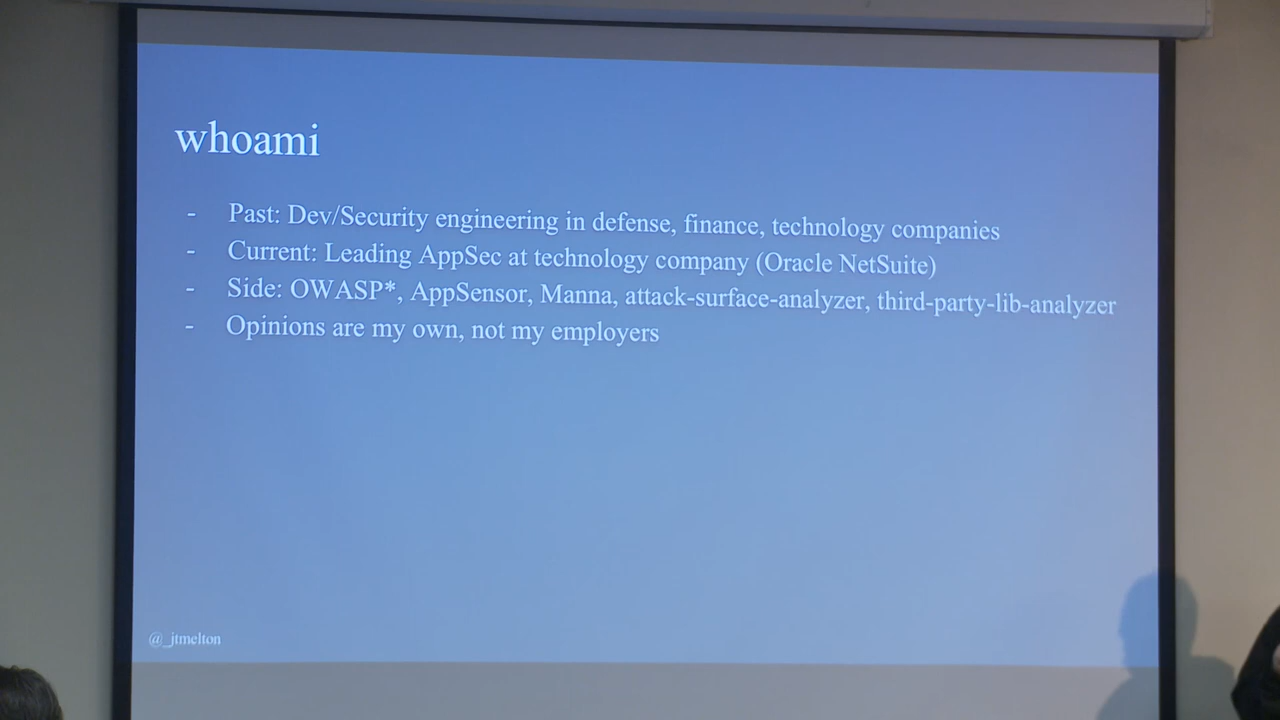 whoami
- Past: Dev/Security engineering in defense, finance, technology companies
- Current: Leading AppSec at technology company (Oracle NetSuite)
- Side: OWASP*, AppSensor, Manna, attack-surface-analyzer, third-party-lib-analyzer
- Opinions are my own, not my employers
@_jtmelton